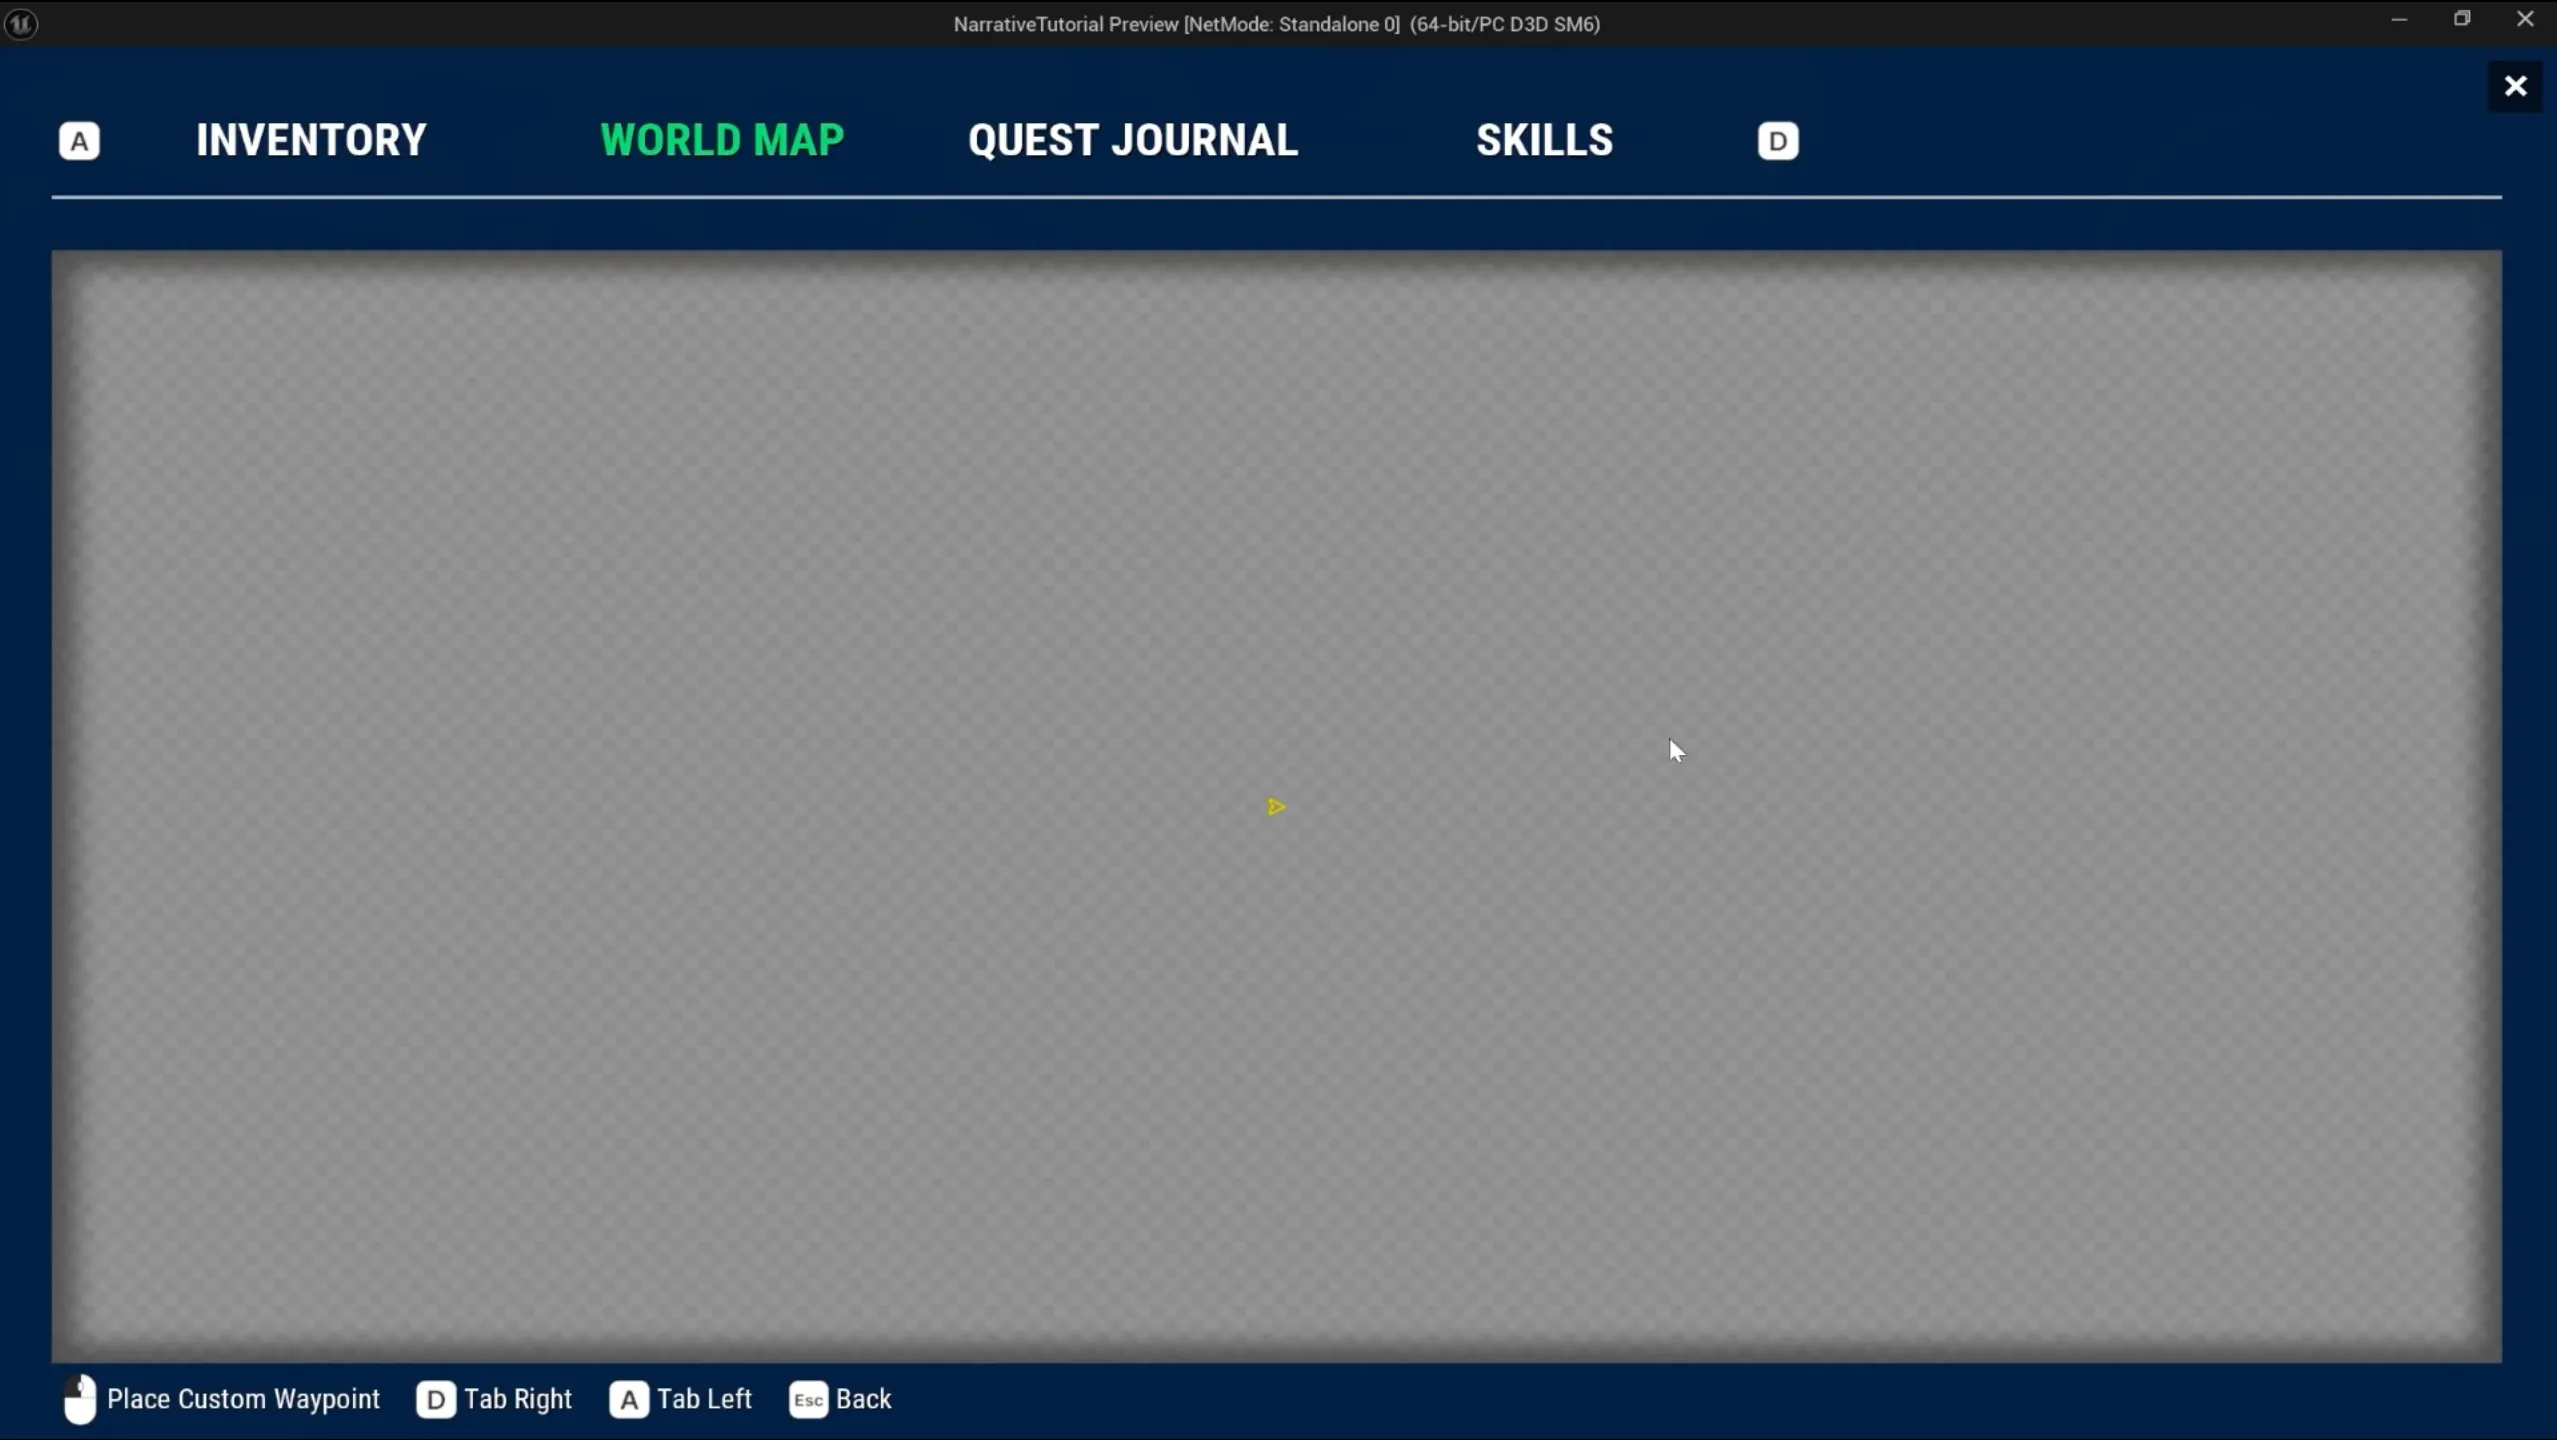 NarrativeTutorial Preview [NetMode: Standalone 0] (64-bit/PC D3D SM6)
A INVENTORY WORLD MAP QUEST JOURNAL SKILLS D
Place Custom Waypoint D Tab Right A Tab Left Esc Back